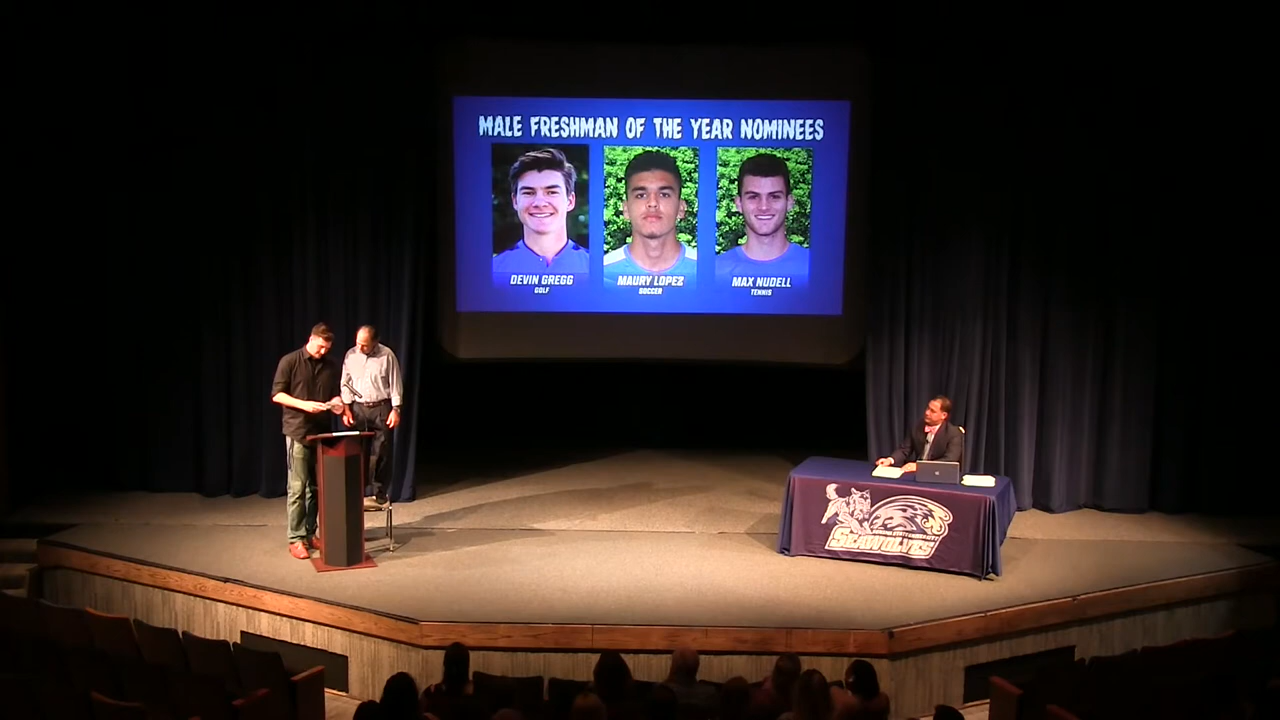 MALE FRESHMAN OF THE YEAR NOMINEES
DEVIN GREGG
GOLF
MAURY LOPEZ
SOCCER
MAX NUDELL
TENNIS
SEAWOLVES